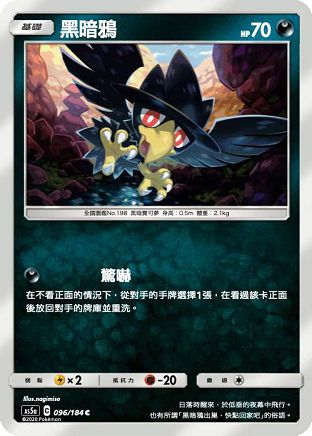 基礎 黑暗鴉 HP 70
全國圖鑑No.198 黑暗寶可夢 身高：0.5m 體重：2.1kg
驚嚇
在不看正面的情況下，從對手的手牌選擇1張，在看過該卡正面
後放回對手的牌庫並重洗。
弱點 ×2 抵抗力 -20 撤退
Illus.nagimiso
AS5a C 096/184 C
©2020 Pokémon
日落時醒來，於低垂的夜幕中飛行。
也有所謂「黑暗鴉出巢，快點回家吧」的俗諺。